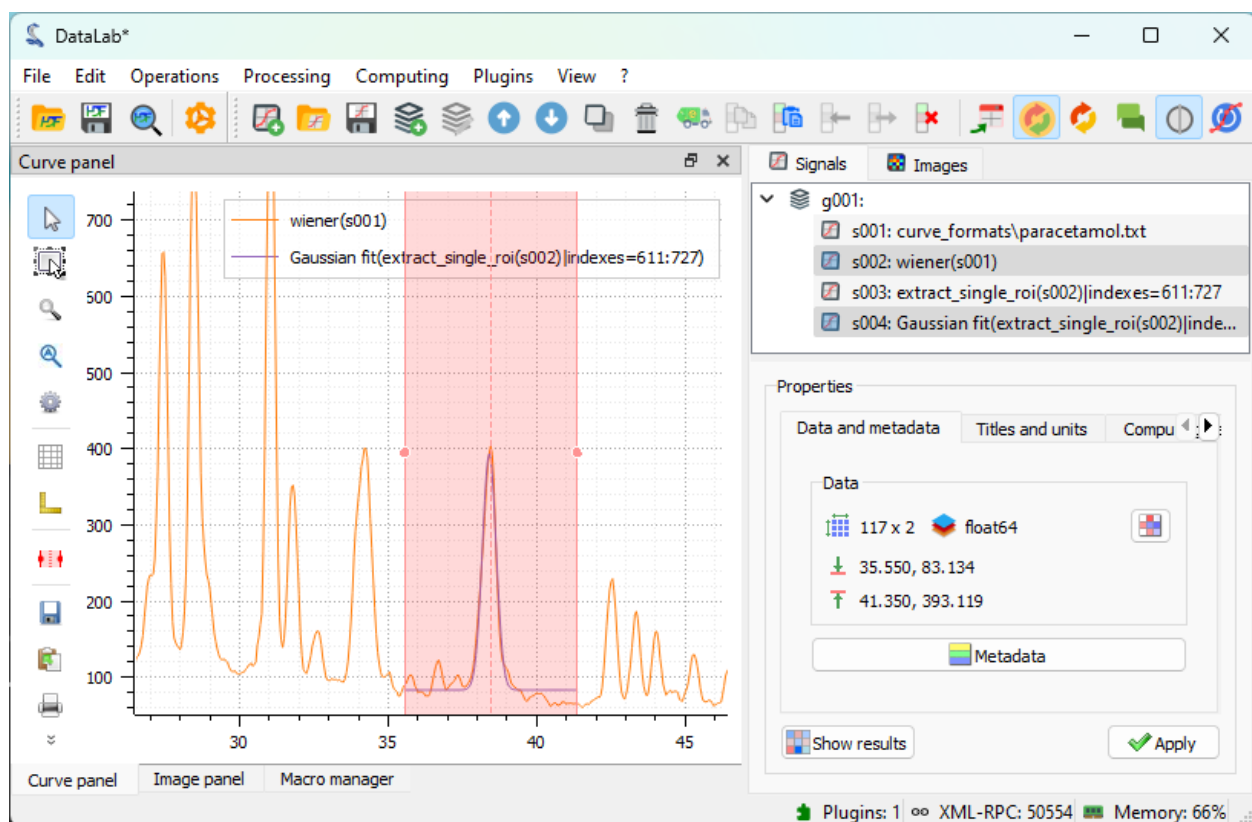 DataLab*
File Edit Operations Processing Computing Plugins View ?
Curve panel
Signals Images
700
600
500
400
300
200
100
30 35 40 45
wiener(s001)
Gaussian fit(extract_single_roi(s002)|indexes=611:727)
Curve panel Image panel Macro manager
g001:
s001: curve_formats\paracetamol.txt
s002: wiener(s001)
s003: extract_single_roi(s002)|indexes=611:727
s004: Gaussian fit(extract_single_roi(s002)|inde...
Properties
Data and metadata Titles and units Compu
Data
117 x 2 float64
35.550, 83.134
41.350, 393.119
Metadata
Show results Apply
Plugins: 1 XML-RPC: 50554 Memory: 66%